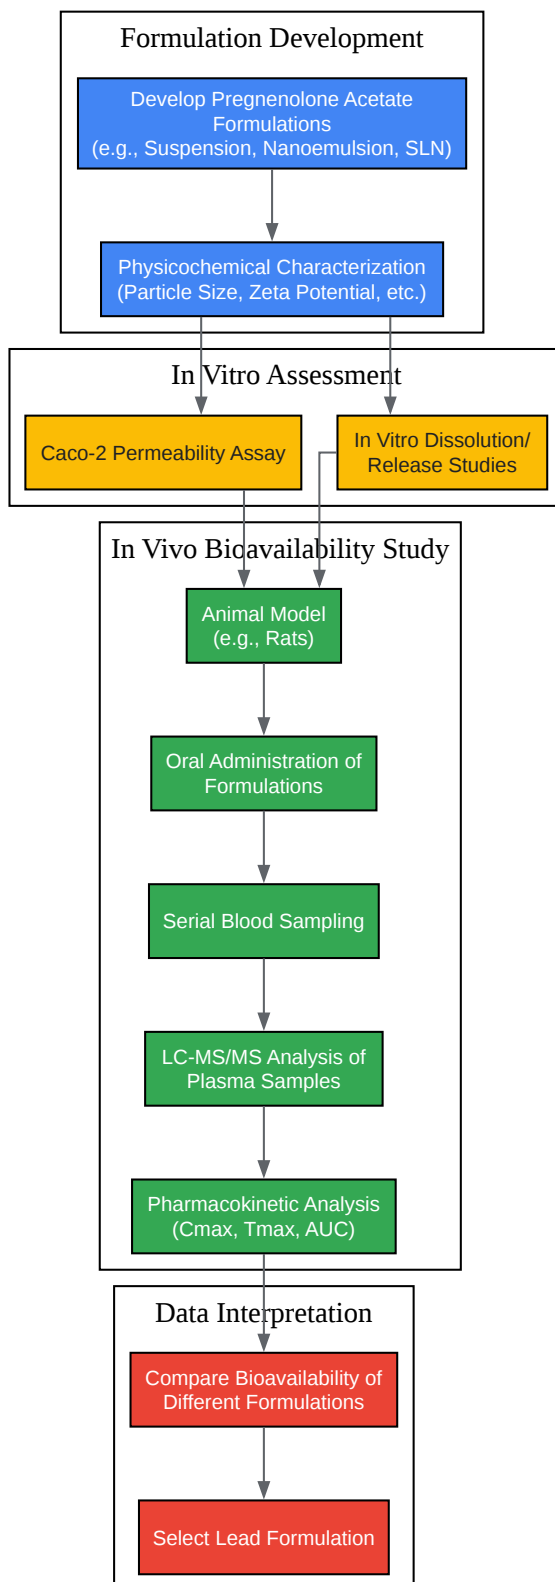 Formulation Development
Develop Pregnenolone Acetate
Formulations
(e.g., Suspension, Nanoemulsion, SLN)
Physicochemical Characterization
(Particle Size, Zeta Potential, etc.)
In Vitro Assessment
Caco-2 Permeability Assay
In Vitro Dissolution/
Release Studies
In Vivo Bioavailability Study
Animal Model
(e.g., Rats)
Oral Administration of
Formulations
Serial Blood Sampling
LC-MS/MS Analysis of
Plasma Samples
Pharmacokinetic Analysis
(Cmax, Tmax, AUC)
Data Interpretation
Compare Bioavailability of
Different Formulations
Select Lead Formulation